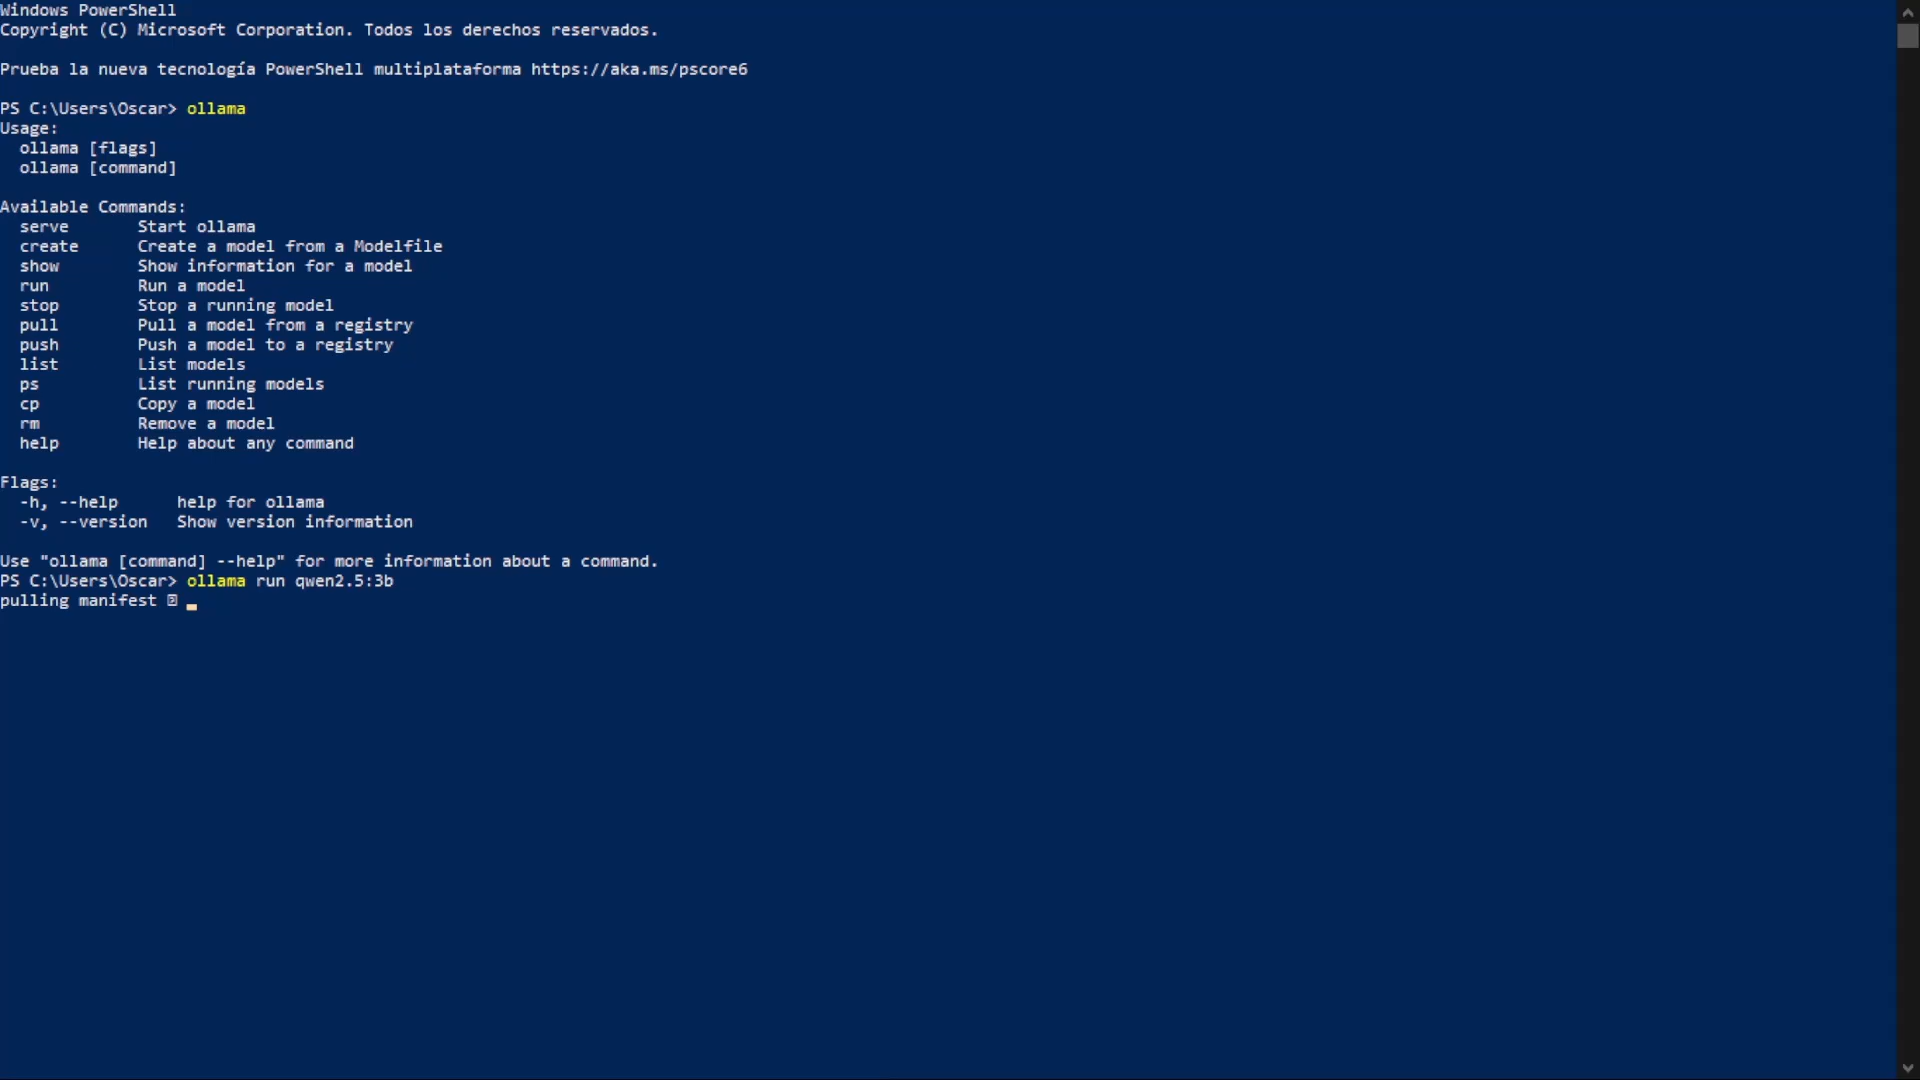 Windows PowerShell
Copyright (C) Microsoft Corporation. Todos los derechos reservados.
Prueba la nueva tecnología PowerShell multiplataforma https://aka.ms/pscore6
PS C:\Users\Oscar> ollama
Usage:
  ollama [flags]
  ollama [command]
Available Commands:
  serve       Start ollama
  create      Create a model from a Modelfile
  show        Show information for a model
  run         Run a model
  stop        Stop a running model
  pull        Pull a model from a registry
  push        Push a model to a registry
  list        List models
  ps          List running models
  cp          Copy a model
  rm          Remove a model
  help        Help about any command
Flags:
  -h, --help      help for ollama
  -v, --version   Show version information
Use "ollama [command] --help" for more information about a command.
PS C:\Users\Oscar> ollama run qwen2.5:3b
pulling manifest